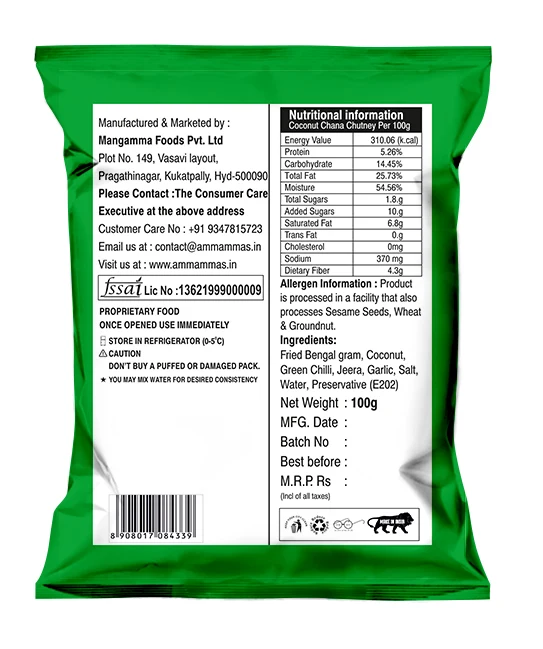 Manufactured & Marketed by :
Mangamma Foods Pvt. Ltd
Plot No. 149, Vasavi layout,
Pragathinagar, Kukatpally, Hyd-500090
Please Contact :The Consumer Care
Executive at the above address
Customer Care No : +91 9347815723
Email us at : contact@ammammas.in
Visit us at : www.ammammas.in
fssai Lic No :13621999000009
PROPRIETARY FOOD
ONCE OPENED USE IMMEDIATELY
STORE IN REFRIGERATOR (0-5°C)
CAUTION
DON'T BUY A PUFFED OR DAMAGED PACK.
★ YOU MAY MIX WATER FOR DESIRED CONSISTENCY
8 908017 084339
Nutritional information
Coconut Chana Chutney Per 100g
Energy Value 310.06 (k.cal)
Protein 5.26%
Carbohydrate 14.45%
Total Fat 25.73%
Moisture 54.56%
Total Sugars 1.8.g
Added Sugars 10.g
Saturated Fat 6.8g
Trans Fat 0.g
Cholesterol 0mg
Sodium 370 mg
Dietary Fiber 4.3g
Allergen Information : Product
is processed in a facility that also
processes Sesame Seeds, Wheat
& Groundnut.
Ingredients:
Fried Bengal gram, Coconut,
Green Chilli, Jeera, Garlic, Salt,
Water, Preservative (E202)
Net Weight : 100g
MFG. Date :
Batch No :
Best before :
M.R.P. Rs :
(Incl of all taxes)
MAKE IN INDIA